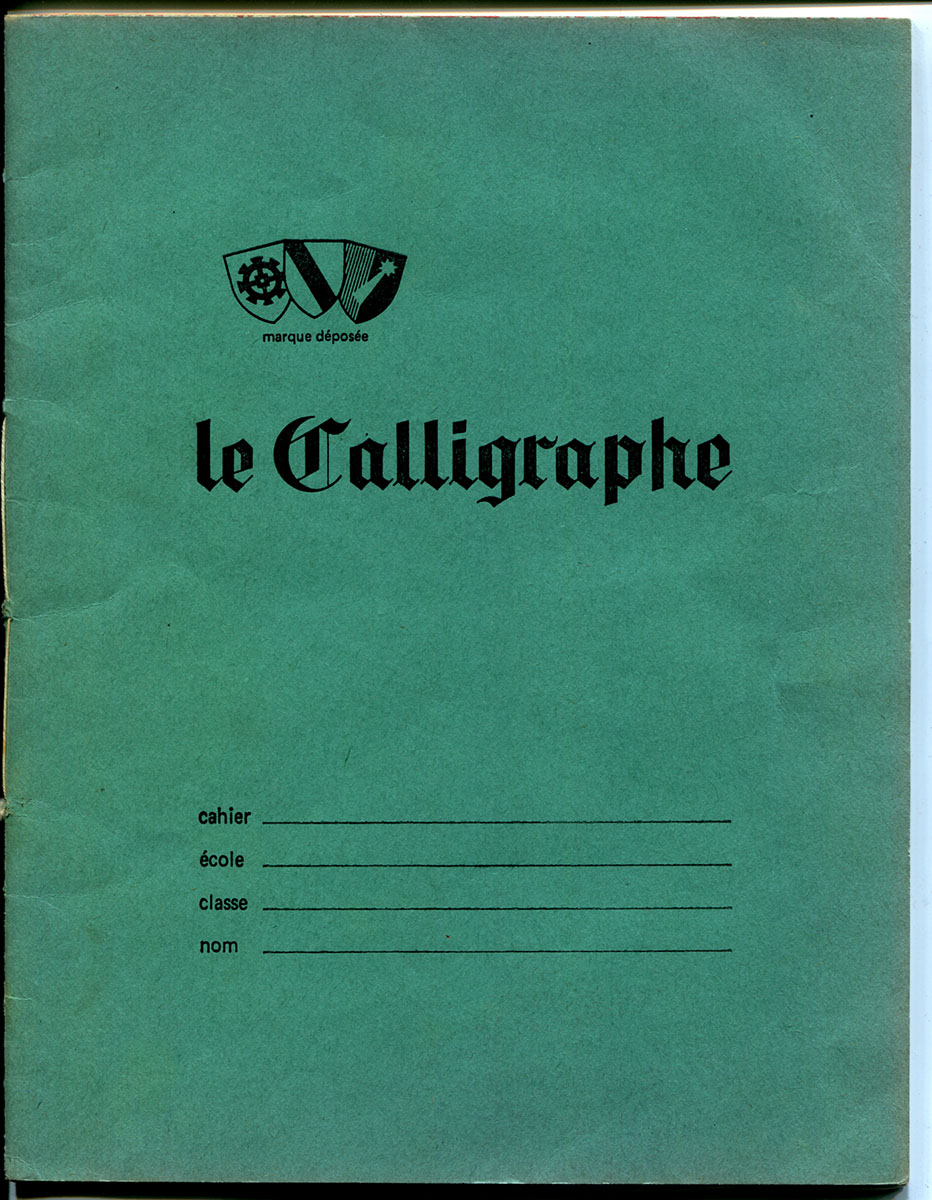 marque déposée
le Calligraphe
cahier
école
classe
nom